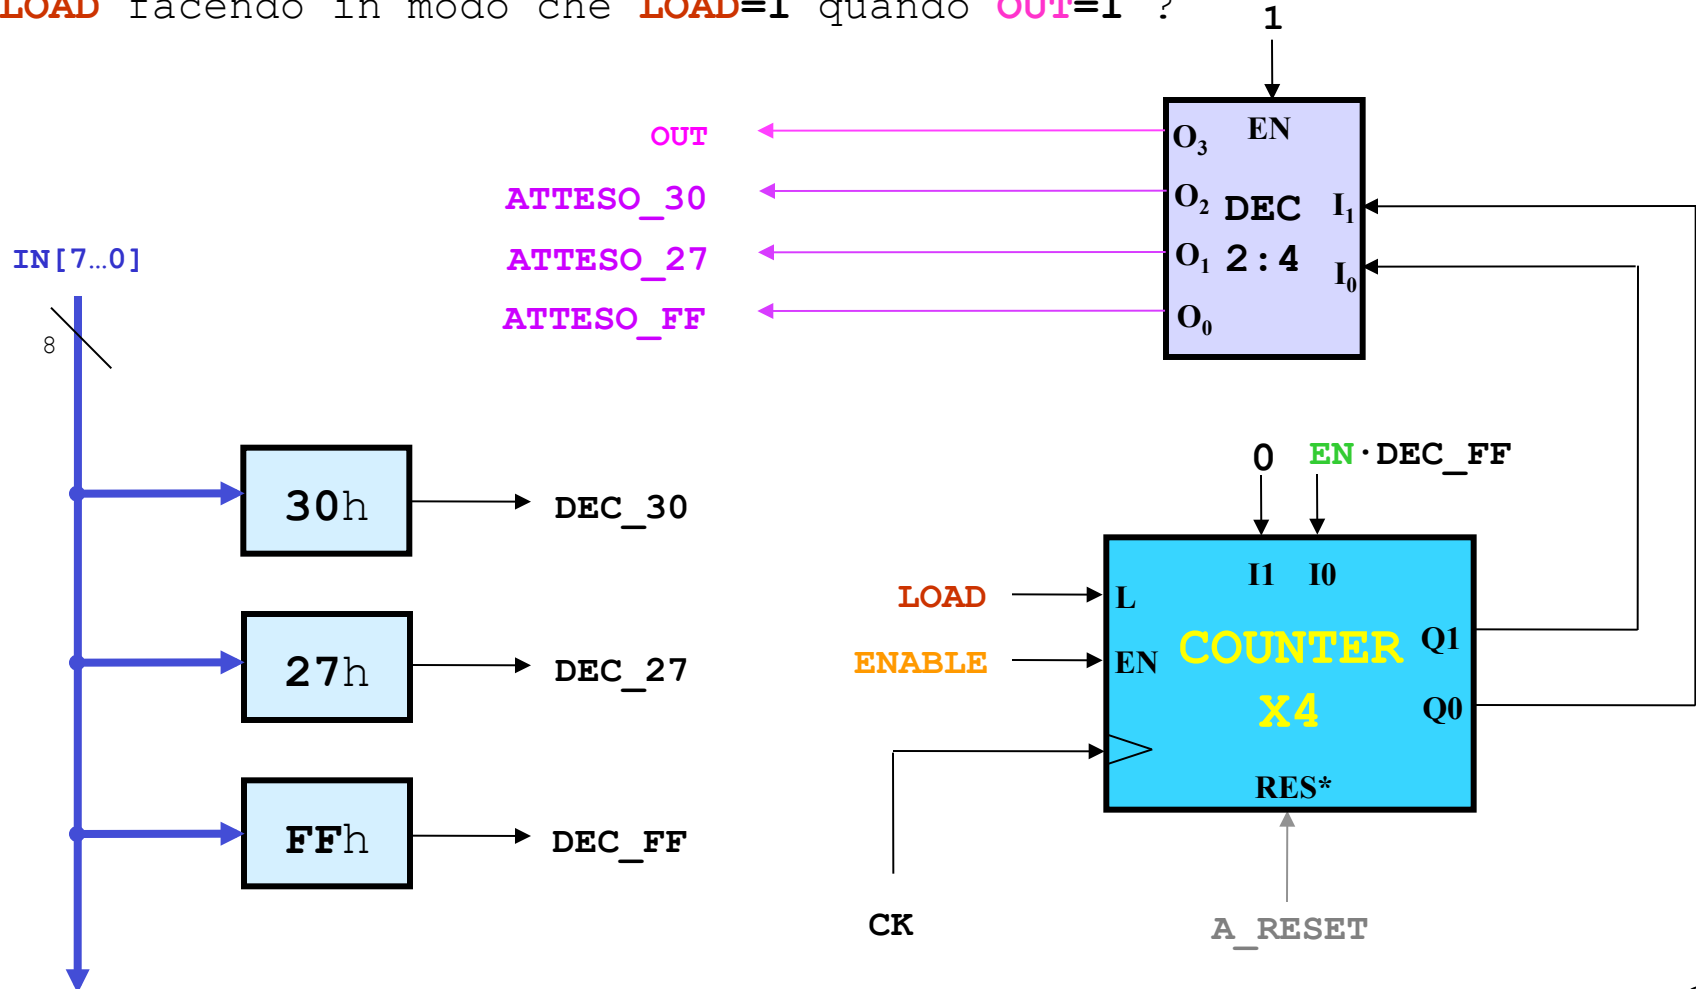 LOAD facendo in modo che LOAD=1 quando OUT=1 ?
1
OUT
O3 EN
ATTESO_30
O2 DEC I1
IN[7…0]
ATTESO_27
O1 2:4 I0
ATTESO_FF
O0
8
0 EN·DEC_FF
30h
DEC_30
I1 I0
LOAD
L
COUNTER
Q1
ENABLE
EN
27h
DEC_27
X4
Q0
RES*
FFh
DEC_FF
CK
A_RESET